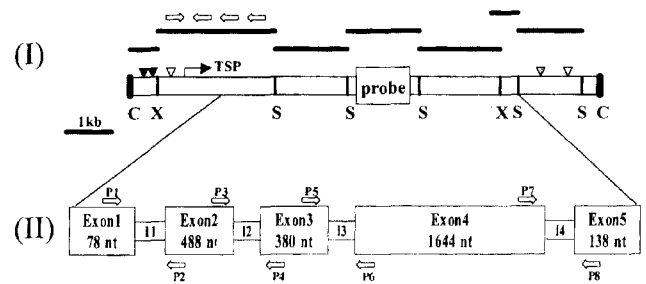 (I)
TSP
probe
C X S S S X S S C
1kb
P1 P3 P5 P7
(II)
Exon1 Exon2 Exon3 Exon4 Exon5
I1 I2 I3 I4
78 nt 488 nt 380 nt 1644 nt 138 nt
P2 P4 P6 P8